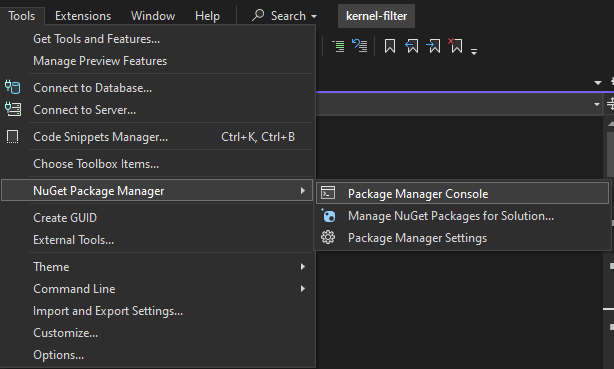 Tools Extensions Window Help Search kernel-filter
Get Tools and Features...
Manage Preview Features
Connect to Database...
Connect to Server...
Code Snippets Manager... Ctrl+K, Ctrl+B
Choose Toolbox Items...
NuGet Package Manager
Package Manager Console
Manage NuGet Packages for Solution...
Package Manager Settings
Create GUID
External Tools...
Theme
Command Line
Import and Export Settings...
Customize...
Options...